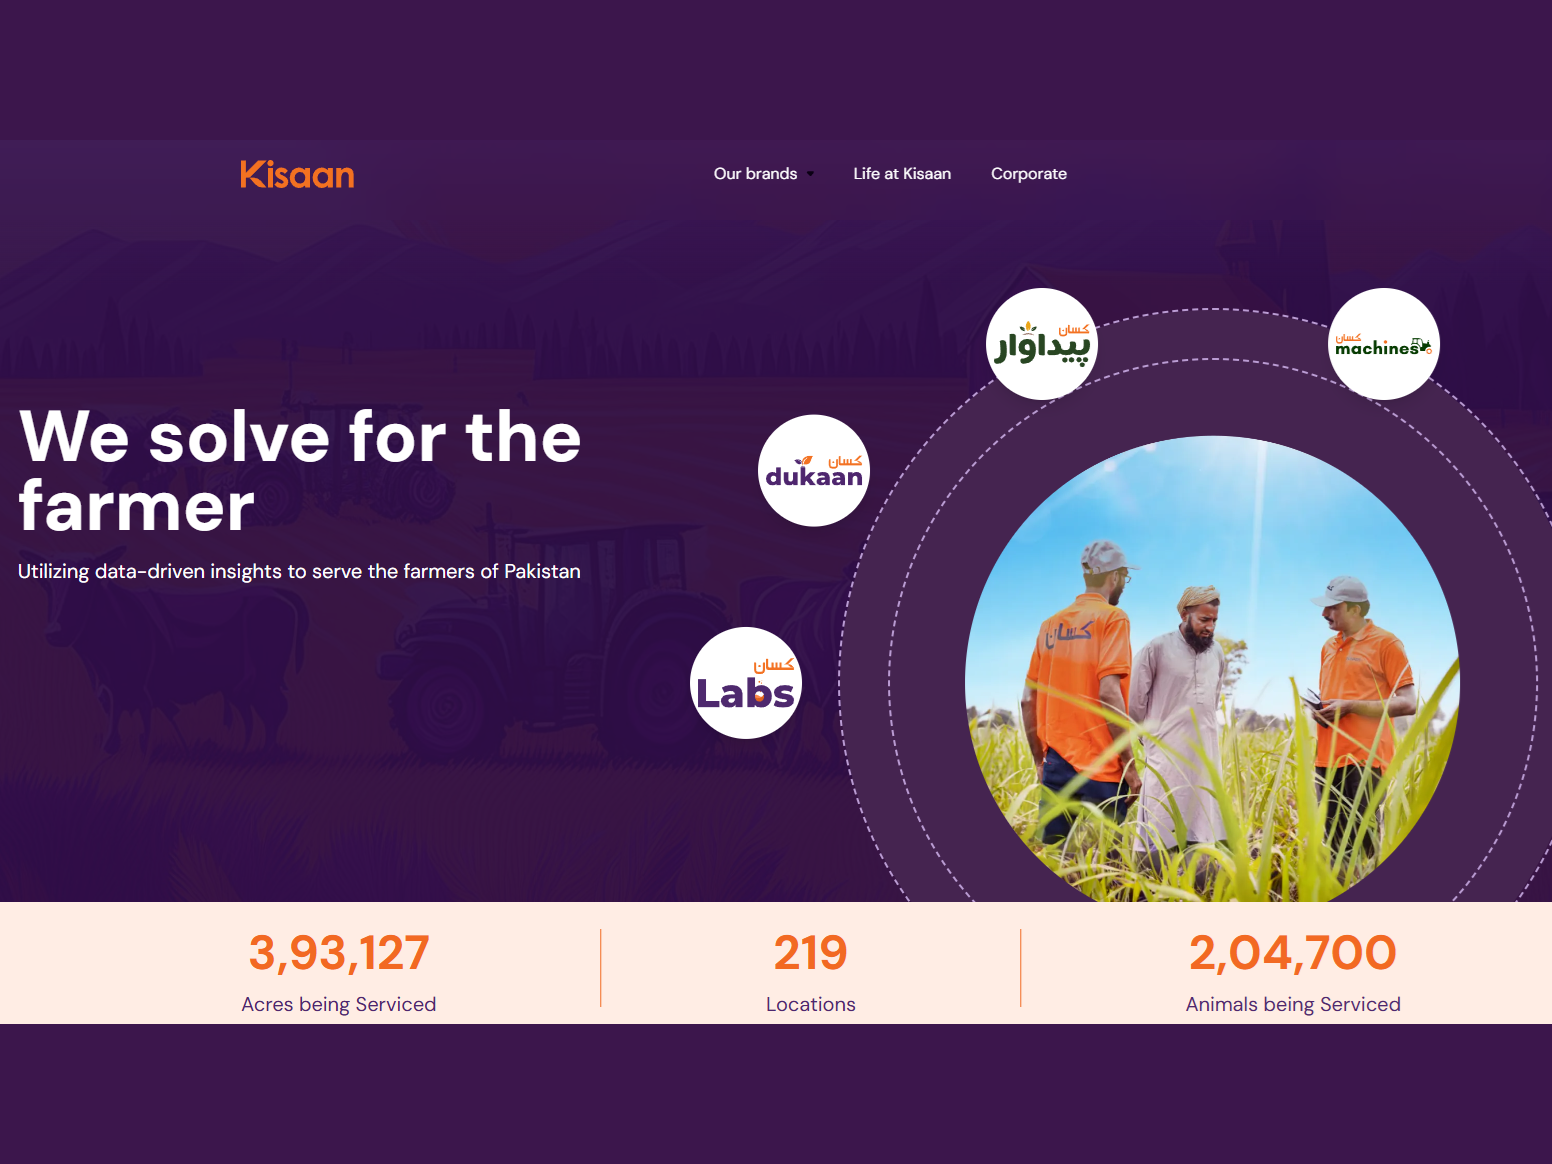 Kisaan
Our brands
Life at Kisaan
Corporate
We solve for the
farmer
Utilizing data-driven insights to serve the farmers of Pakistan
کسان
پیداوار
کسان
machines
کسان
dukaan
کسان
Labs
کسان
3,93,127
219
2,04,700
Acres being Serviced
Locations
Animals being Serviced